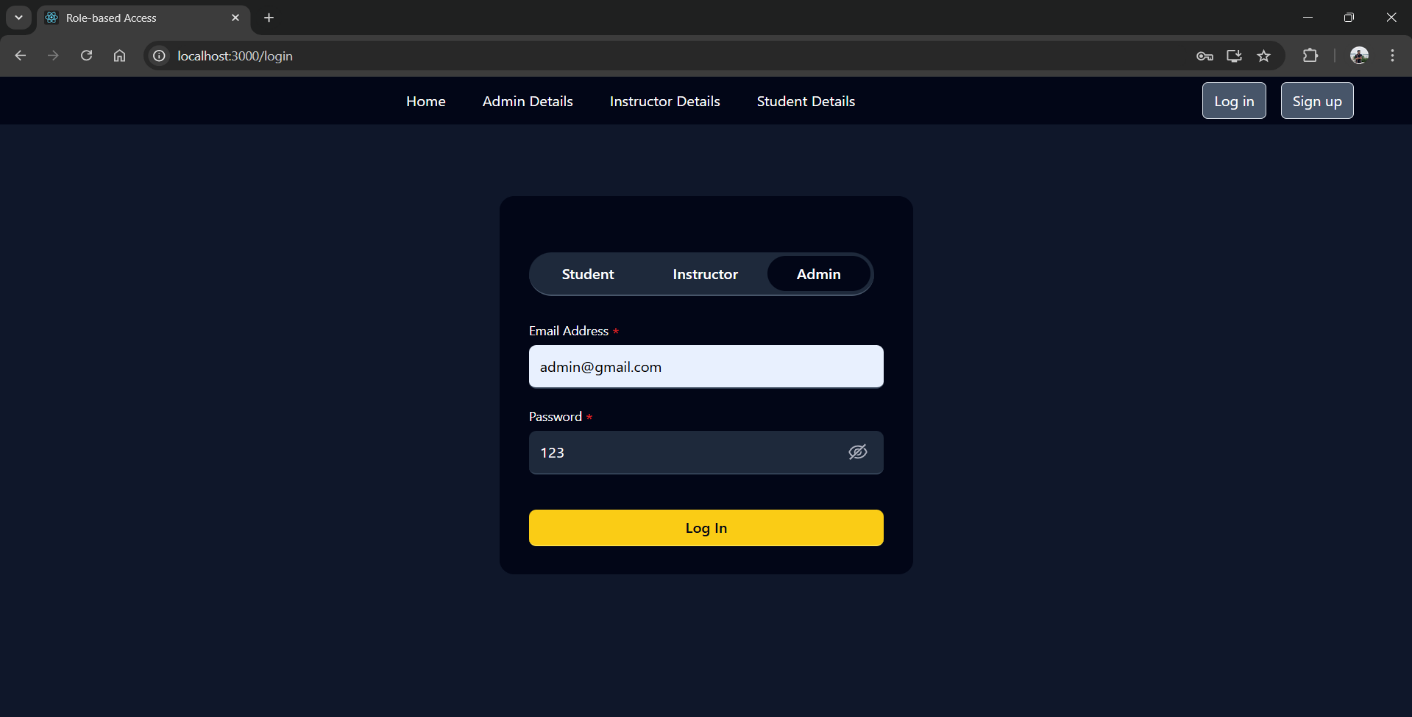 Role-based Access
localhost:3000/login
Home Admin Details Instructor Details Student Details Log in Sign up
Student Instructor Admin
Email Address *
admin@gmail.com
Password *
123
Log In